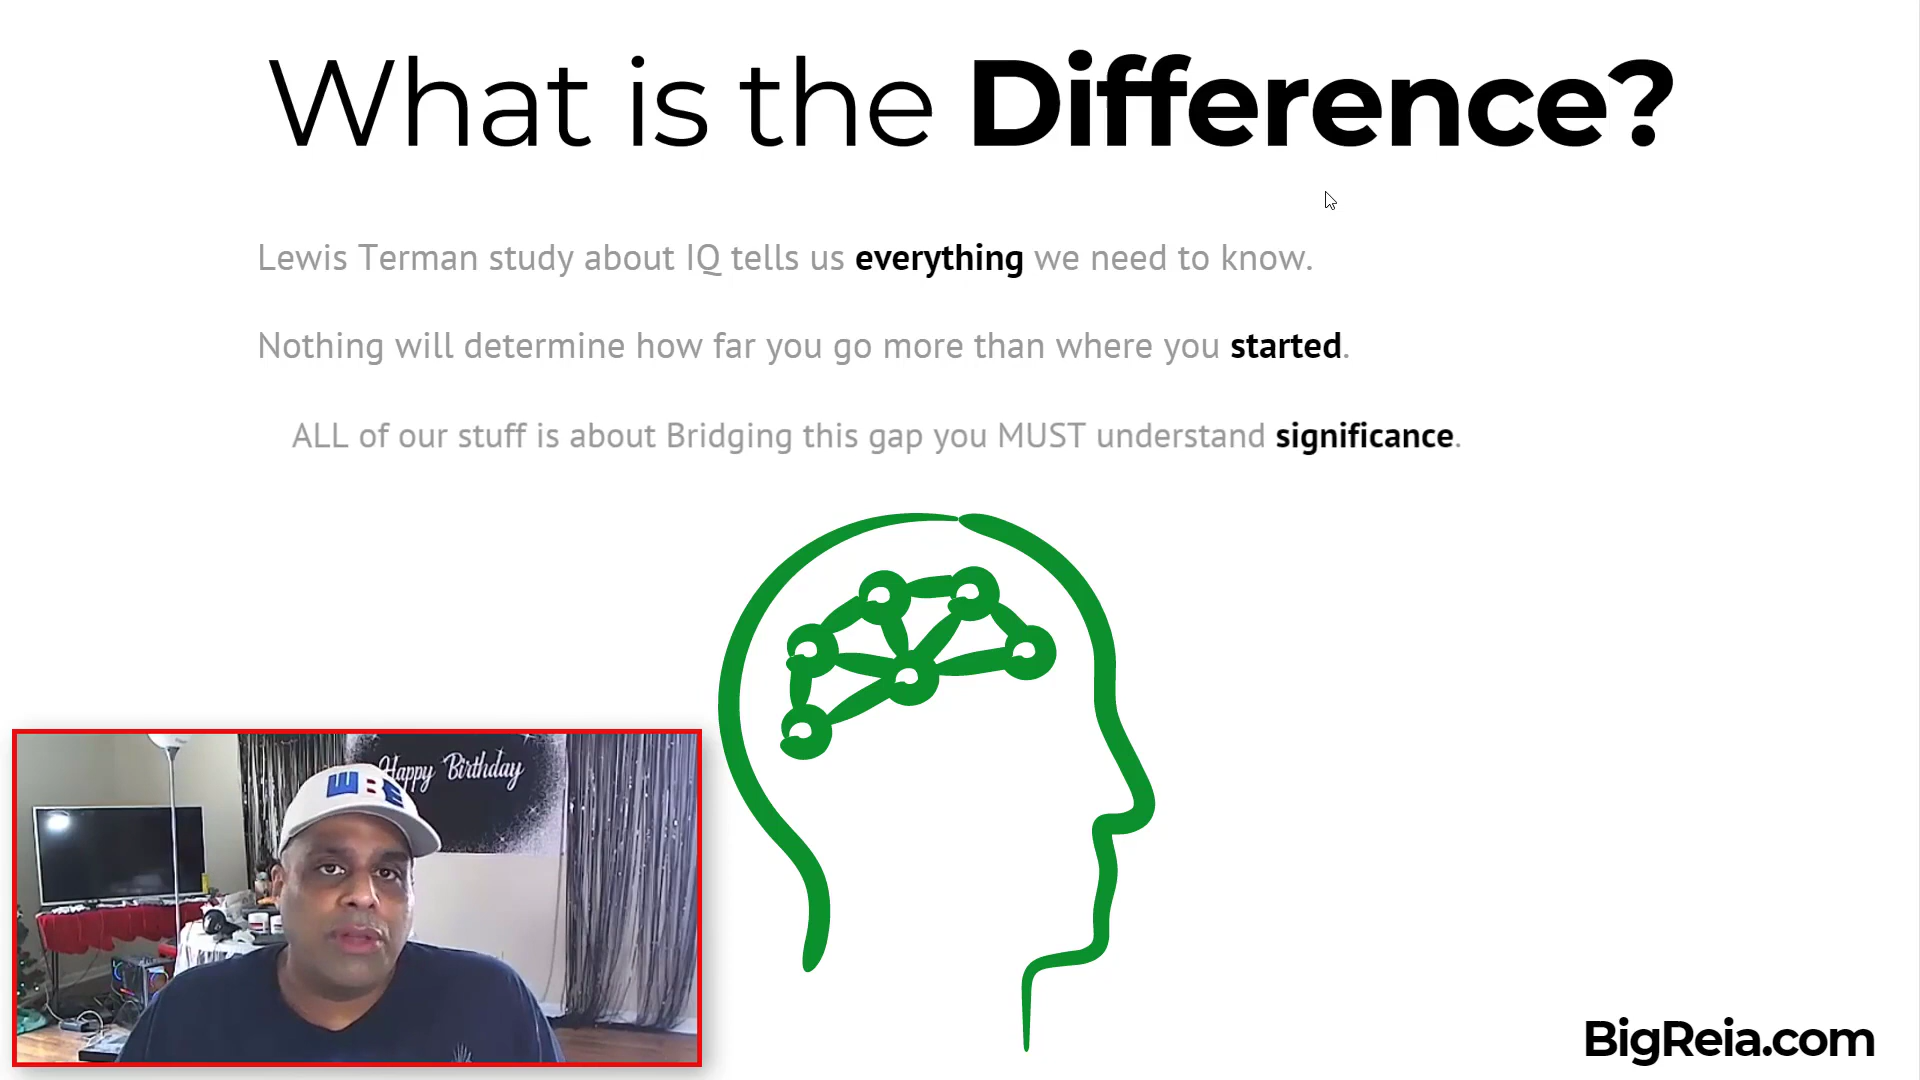 What is the Difference?
Lewis Terman study about IQ tells us everything we need to know.
Nothing will determine how far you go more than where you started.
ALL of our stuff is about Bridging this gap you MUST understand significance.
Happy Birthday
WBE
BigReia.com